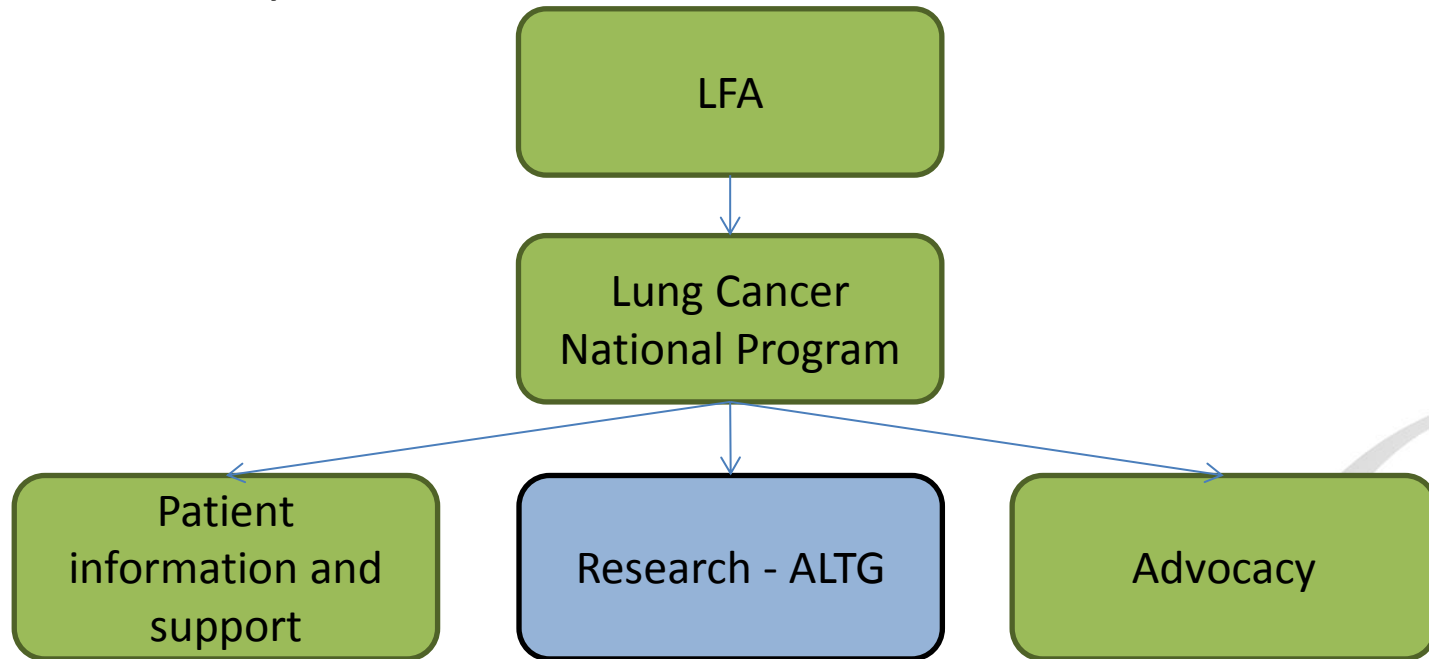 LFA
Lung Cancer
National Program
Patient
information and
support
Research - ALTG
Advocacy